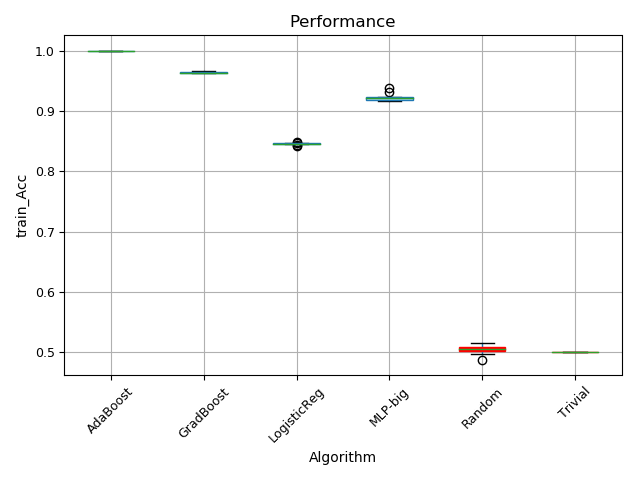 Performance
train_Acc
1.0
0.9
0.8
0.7
0.6
0.5
AdaBoost
GradBoost
LogisticReg
MLP-big
Random
Trivial
Algorithm